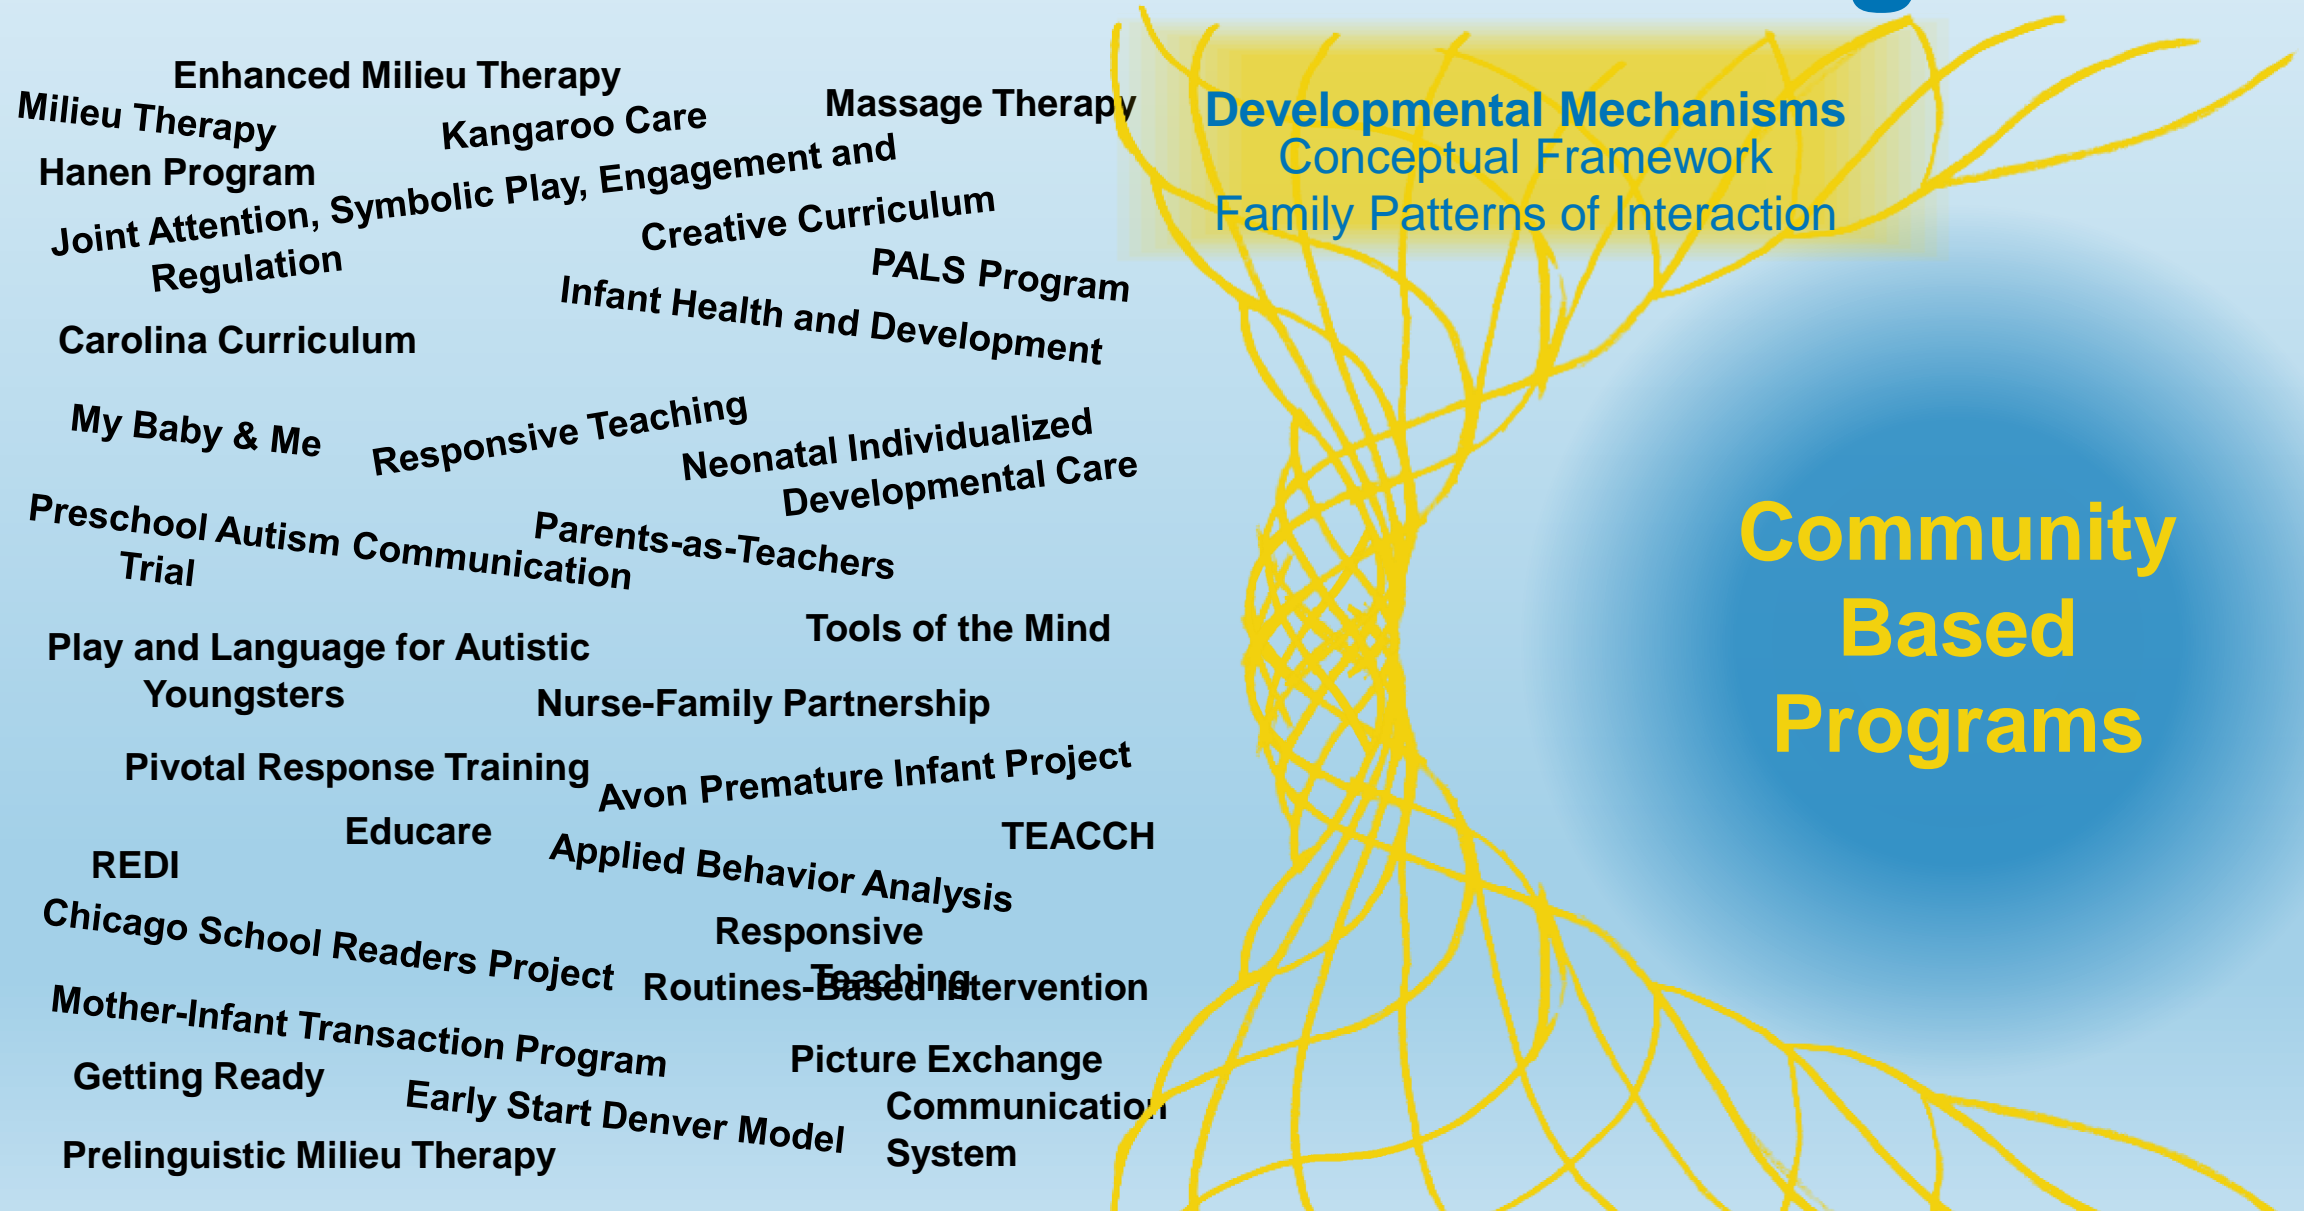 Enhanced Milieu Therapy
Milieu Therapy
Kangaroo Care
Massage Therapy
Hanen Program
Joint Attention, Symbolic Play, Engagement and
Regulation
Creative Curriculum
PALS Program
Infant Health and Development
Carolina Curriculum
My Baby & Me
Responsive Teaching
Neonatal Individualized
Developmental Care
Preschool Autism Communication
Trial
Parents-as-Teachers
Tools of the Mind
Play and Language for Autistic
Youngsters
Nurse-Family Partnership
Pivotal Response Training
Avon Premature Infant Project
Educare
TEACCH
REDI
Applied Behavior Analysis
Chicago School Readers Project
Responsive
Teaching
Routines-Based Intervention
Mother-Infant Transaction Program
Picture Exchange
Communication
System
Getting Ready
Early Start Denver Model
Prelinguistic Milieu Therapy
Developmental Mechanisms
Conceptual Framework
Family Patterns of Interaction
Community
Based
Programs